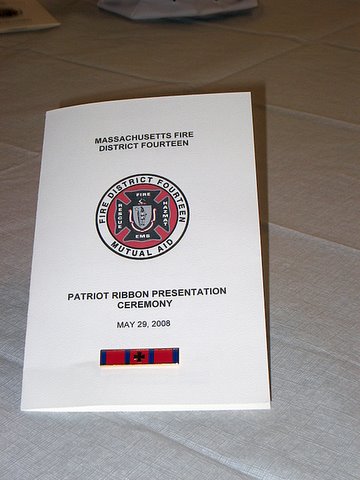 MASSACHUSETTS FIRE
DISTRICT FOURTEEN
FIRE DISTRICT FOURTEEN
FIRE
RESCUE
HAZMAT
EMS
MUTUAL AID
PATRIOT RIBBON PRESENTATION
CEREMONY
MAY 29, 2008